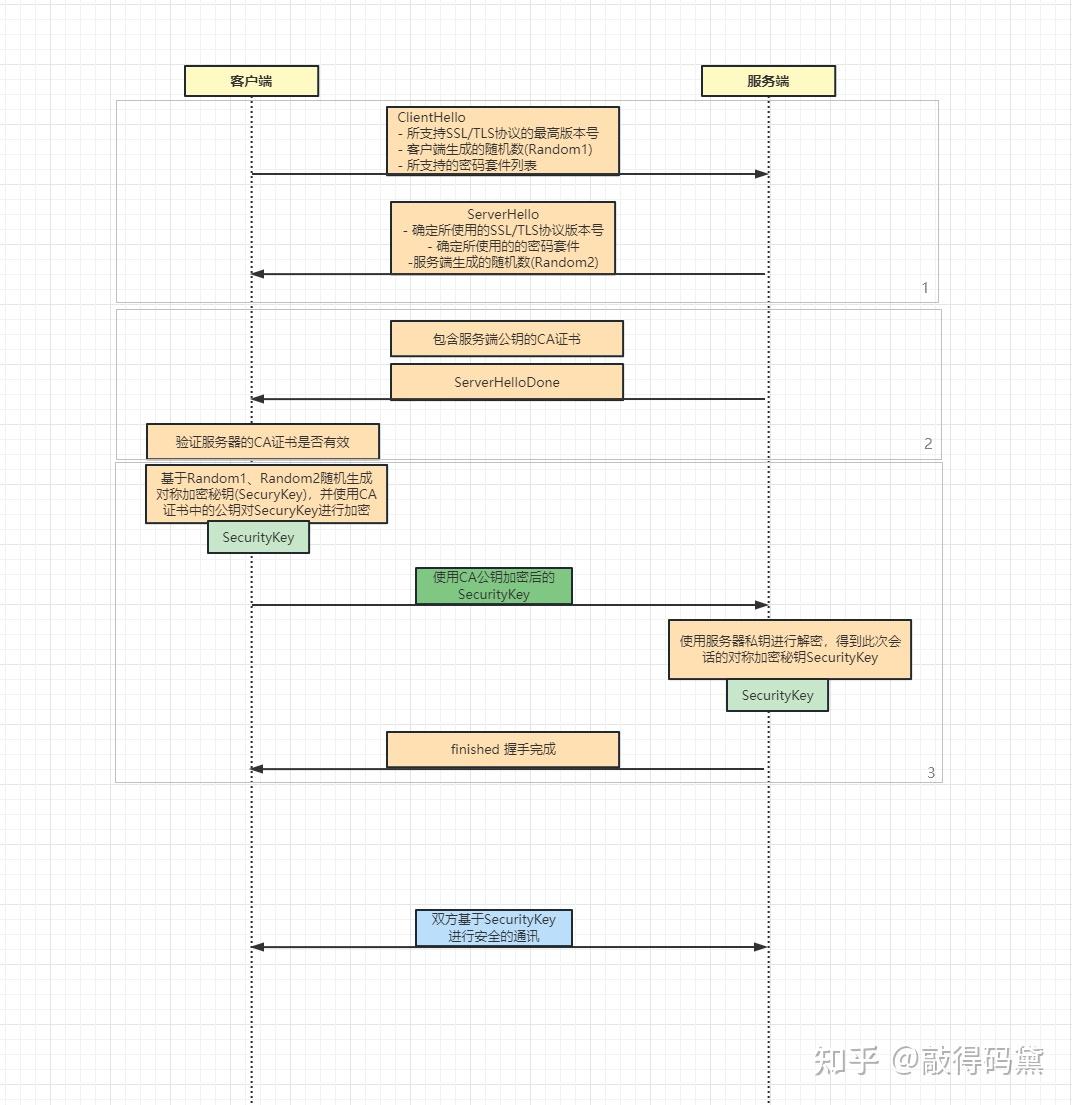 客户端
服务端
ClientHello
- 所支持SSL/TLS协议的最高版本号
- 客户端生成的随机数(Random1)
- 所支持的密码套件列表
ServerHello
- 确定所使用的SSL/TLS协议版本号
- 确定所使用的的密码套件
-服务端生成的随机数(Random2)
1
包含服务端公钥的CA证书
ServerHelloDone
验证服务器的CA证书是否有效
2
基于Random1、Random2随机生成
对称加密秘钥(SecuryKey)，并使用CA
证书中的公钥对SecuryKey进行加密
SecurityKey
使用CA公钥加密后的
SecurityKey
使用服务器私钥进行解密，得到此次会
话的对称加密秘钥SecurityKey
SecurityKey
finished 握手完成
3
双方基于SecurityKey
进行安全的通讯
知乎 @敲得码黛